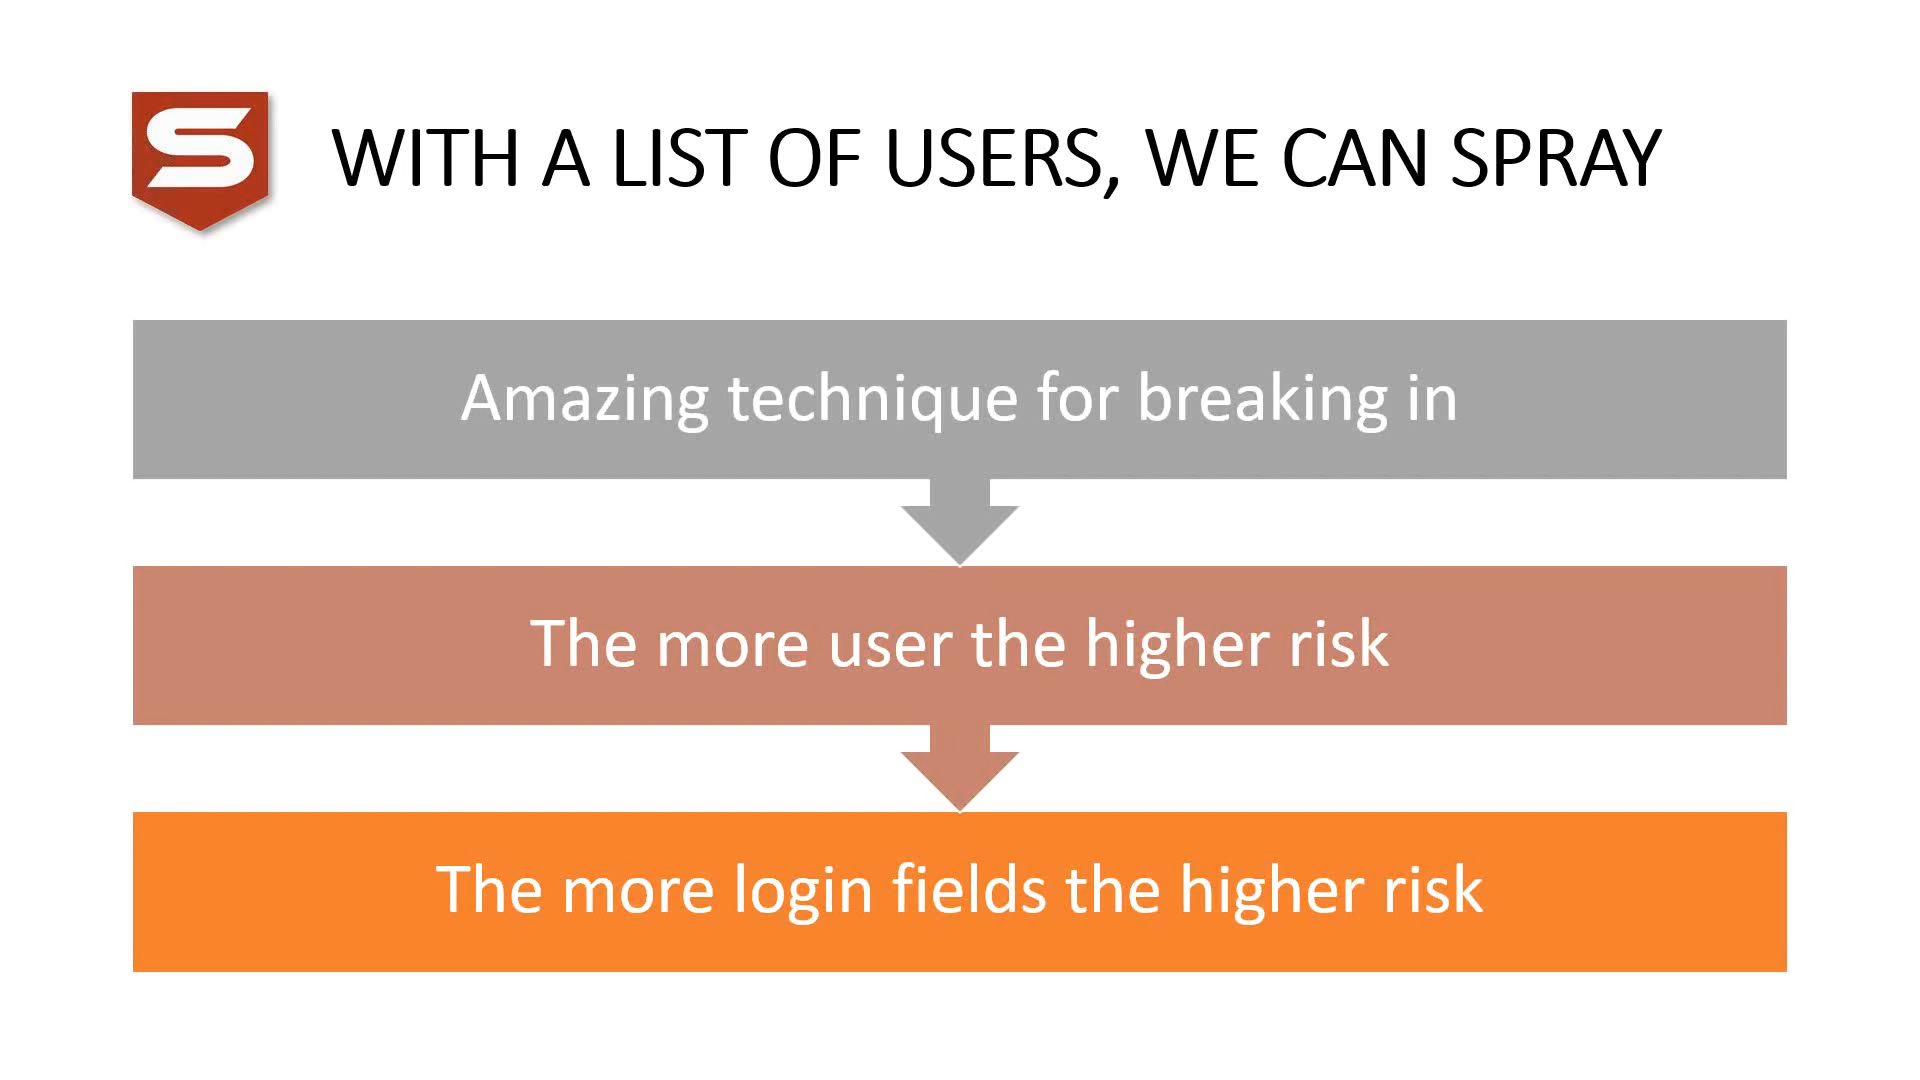 WITH A LIST OF USERS, WE CAN SPRAY
Amazing technique for breaking in
The more user the higher risk
The more login fields the higher risk